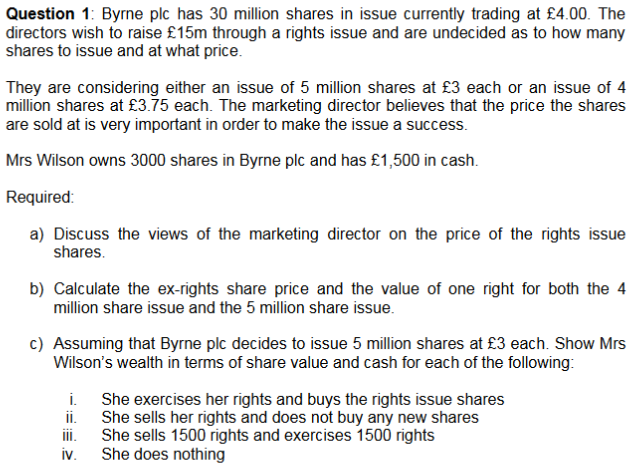 Question 1: Byrne plc has 30 million shares in issue currently trading at £4.00. The
directors wish to raise £15m through a rights issue and are undecided as to how many
shares to issue and at what price.
They are considering either an issue of 5 million shares at £3 each or an issue of 4
million shares at £3.75 each. The marketing director believes that the price the shares
are sold at is very important in order to make the issue a success.
Mrs Wilson owns 3000 shares in Byrne plc and has £1,500 in cash.
Required:
a) Discuss the views of the marketing director on the price of the rights issue
shares.
b) Calculate the ex-rights share price and the value of one right for both the 4
million share issue and the 5 million share issue.
c) Assuming that Byrne plc decides to issue 5 million shares at £3 each. Show Mrs
Wilson's wealth in terms of share value and cash for each of the following:
i. She exercises her rights and buys the rights issue shares
ii. She sells her rights and does not buy any new shares
iii. She sells 1500 rights and exercises 1500 rights
iv. She does nothing